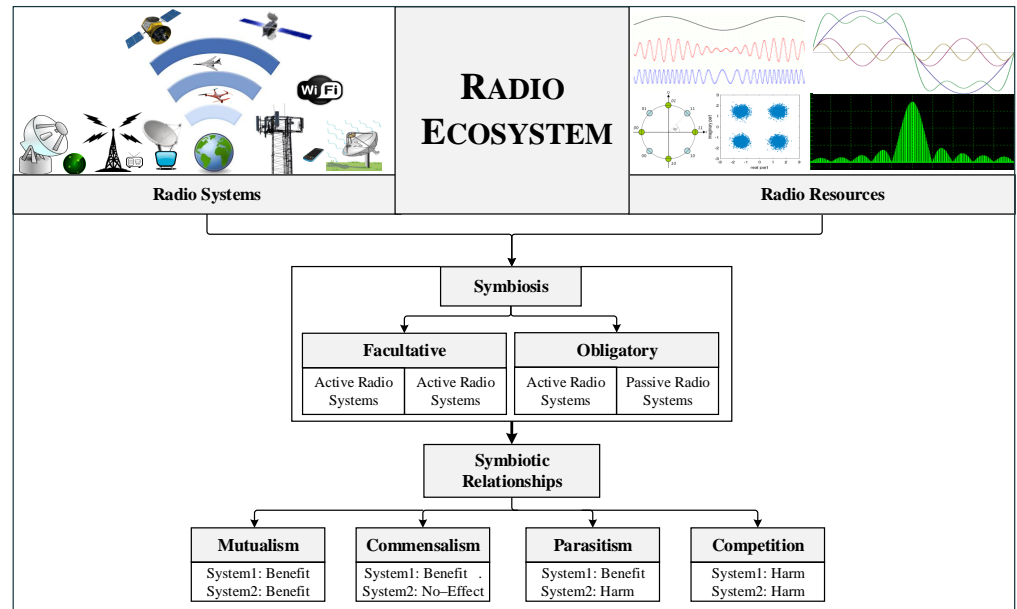 RADIO
ECOSYSTEM
Wi Fi
Radio Systems
Radio Resources
real part
Symbiosis
Facultative
Obligatory
Active Radio
Systems
Active Radio
Systems
Active Radio
Systems
Passive Radio
Systems
Symbiotic
Relationships
Mutualism
System1: Benefit
System2: Benefit
Commensalism
System1: Benefit .
System2: No–Effect
Parasitism
System1: Benefit
System2: Harm
Competition
System1: Harm
System2: Harm